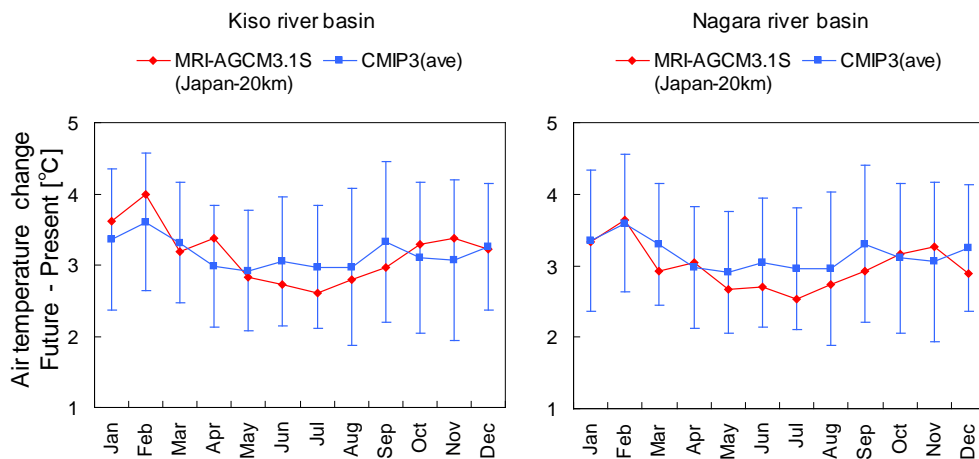 Kiso river basin
MRI-AGCM3.1S
(Japan-20km)
CMIP3(ave)
Air temperature change
Future - Present [°C]
5
4
3
2
1
Jan
Feb
Mar
Apr
May
Jun
Jul
Aug
Sep
Oct
Nov
Dec
Nagara river basin
MRI-AGCM3.1S
(Japan-20km)
CMIP3(ave)
5
4
3
2
1
Jan
Feb
Mar
Apr
May
Jun
Jul
Aug
Sep
Oct
Nov
Dec